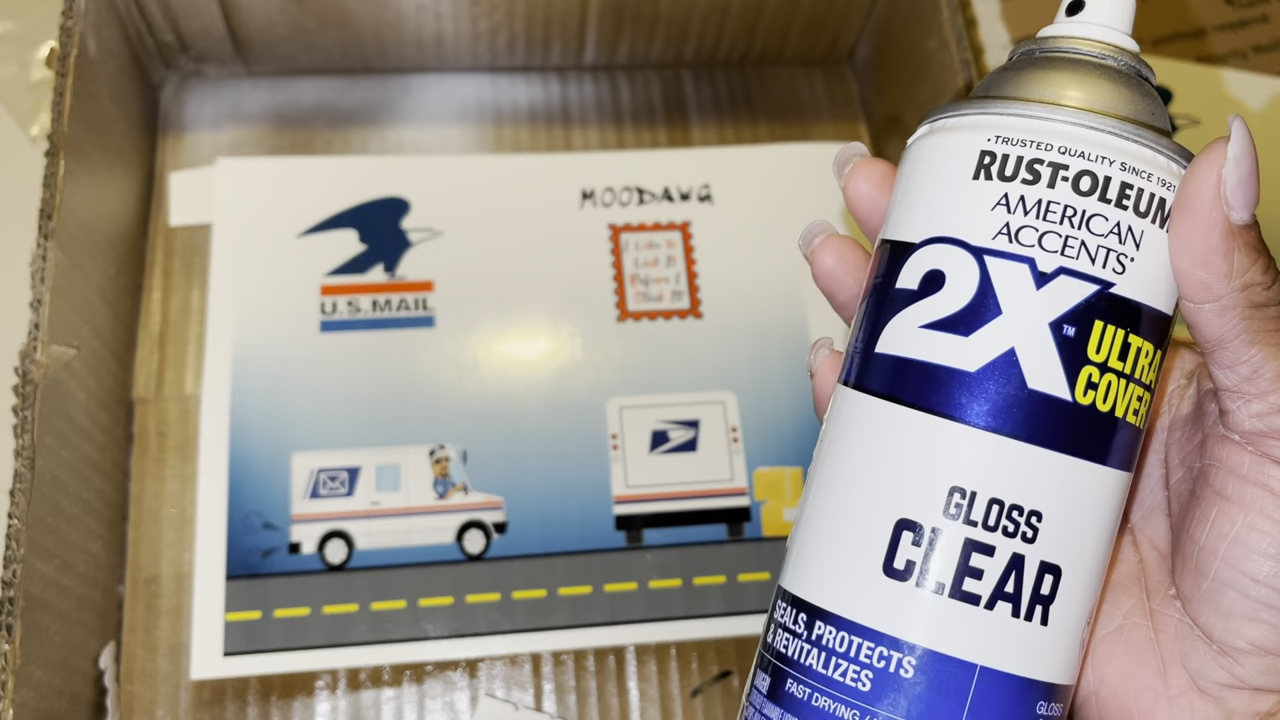 MOODAWG
U.S.MAIL
•TRUSTED QUALITY SINCE 1921
RUST-OLEUM
AMERICAN
ACCENTS
2X
™
ULTRA
COVER
GLOSS
CLEAR
SEALS, PROTECTS
& REVITALIZES
FAST DRYING
GLOSS